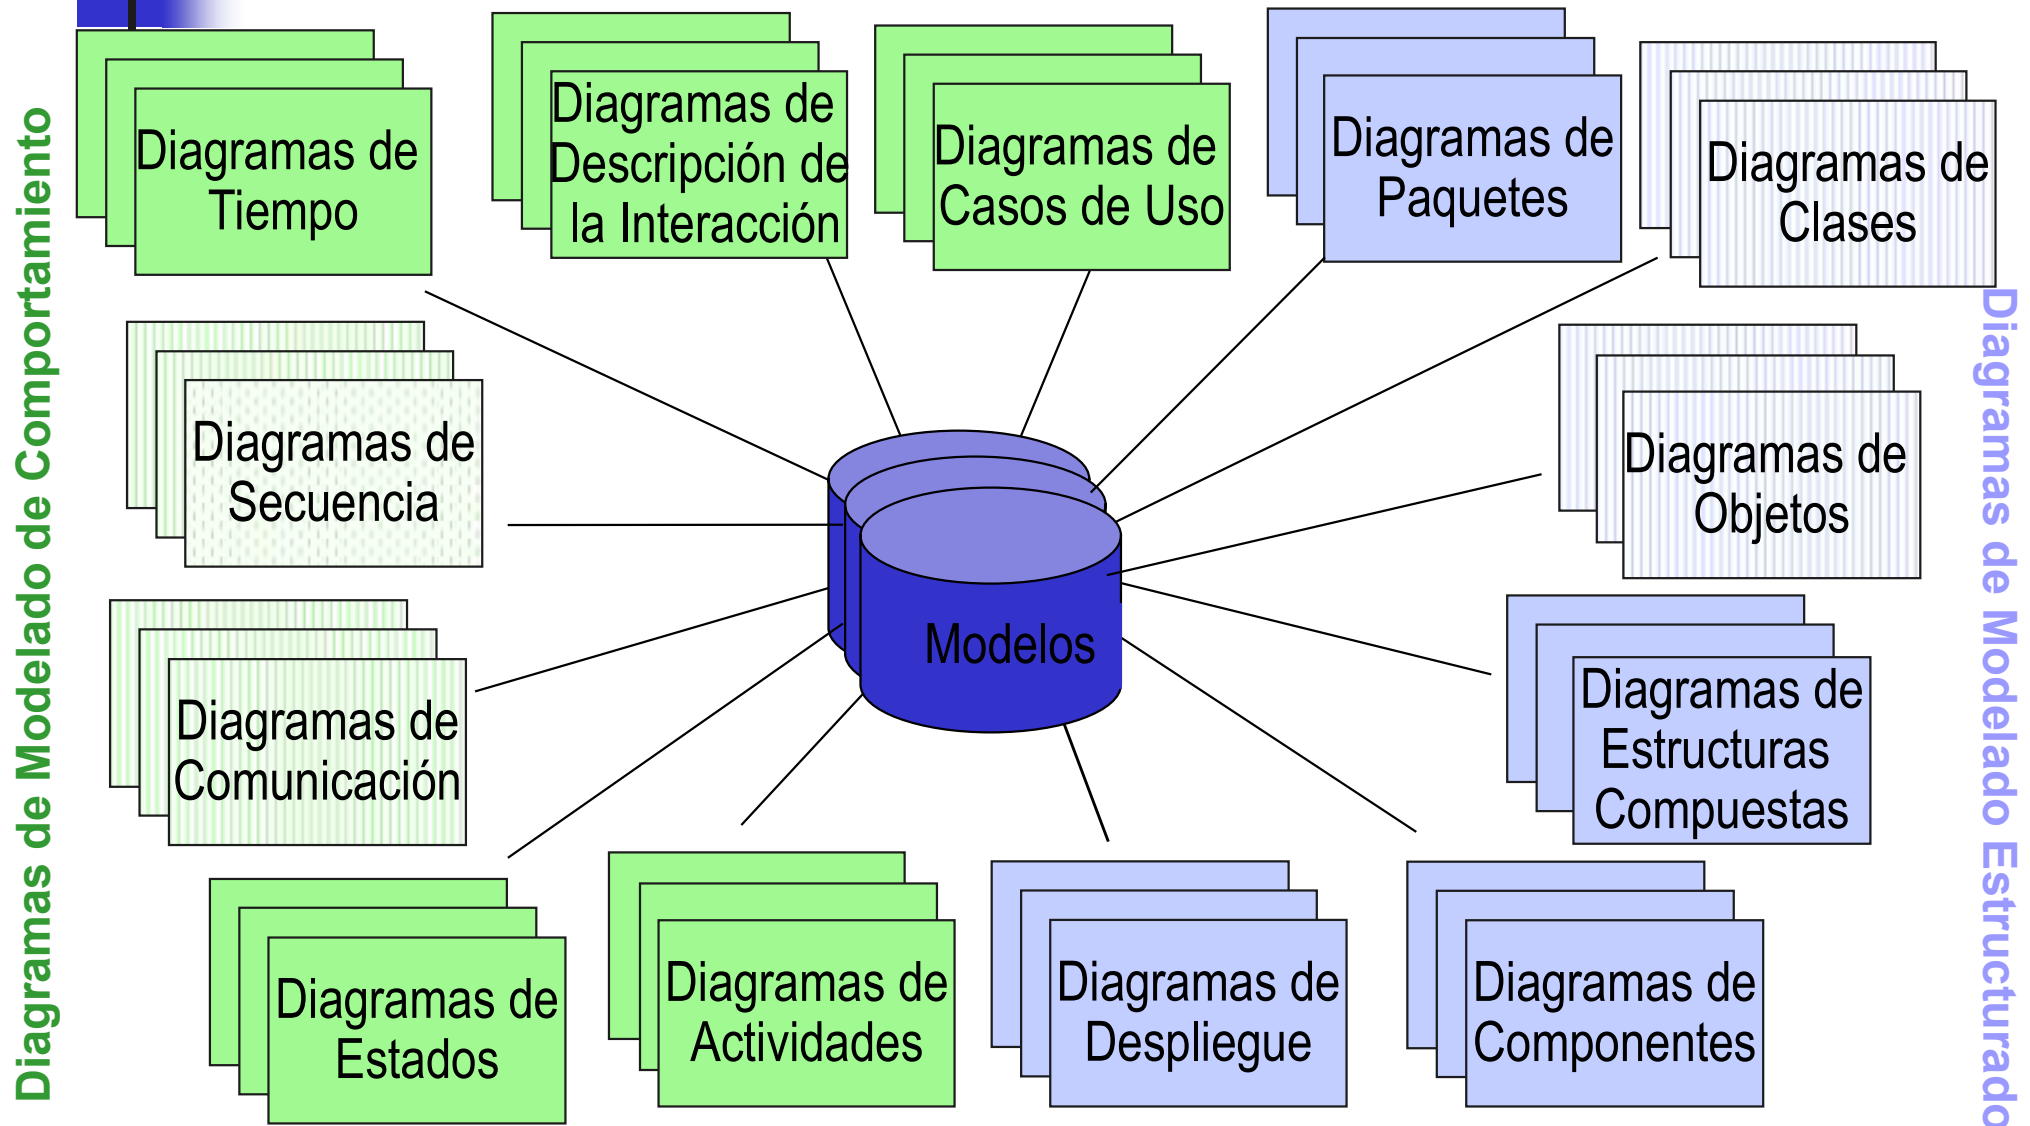 Diagramas de Modelado de Comportamiento
Diagramas de
Tiempo
Diagramas de
Descripción de
la Interacción
Diagramas de
Casos de Uso
Diagramas de
Paquetes
Diagramas de
Clases
Diagramas de
Secuencia
Diagramas de
Objetos
Modelos
Diagramas de
Comunicación
Diagramas de
Estructuras
Compuestas
Diagramas de
Estados
Diagramas de
Actividades
Diagramas de
Despliegue
Diagramas de
Componentes
Diagramas de Modelado Estructurado